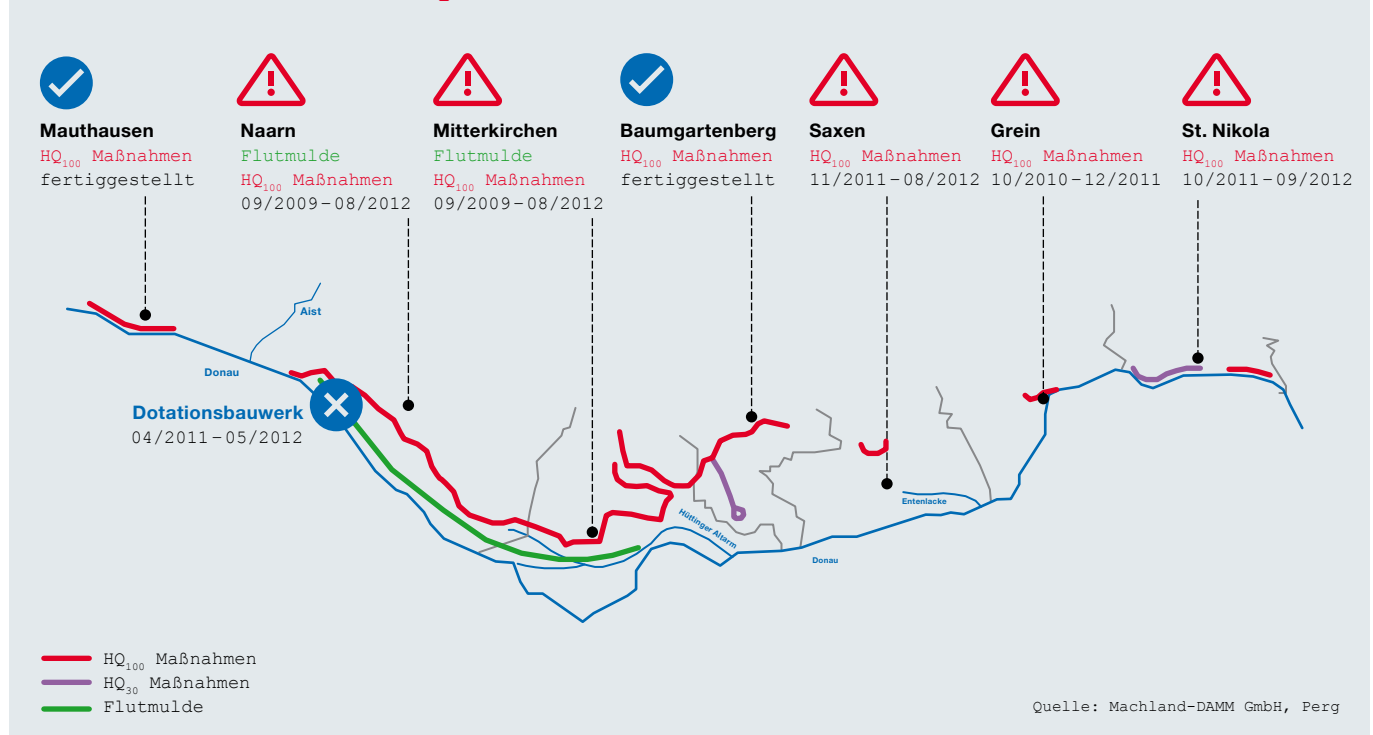 Mauthausen
HQ100 Maßnahmen
fertiggestellt
Naarn
Flutmulde
HQ100 Maßnahmen
09/2009–08/2012
Mitterkirchen
Flutmulde
HQ100 Maßnahmen
09/2009–08/2012
Baumgartenberg
HQ100 Maßnahmen
fertiggestellt
Saxen
HQ100 Maßnahmen
11/2011–08/2012
Grein
HQ100 Maßnahmen
10/2010–12/2011
St. Nikola
HQ100 Maßnahmen
10/2011–09/2012
Aist
Donau
Dotationsbauwerk
04/2011–05/2012
Hüttinger Altarm
Entenlacke
Donau
HQ100 Maßnahmen
HQ30 Maßnahmen
Flutmulde
Quelle: Machland-DAMM GmbH, Perg